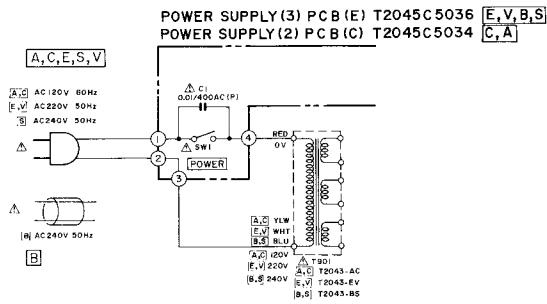 POWER SUPPLY(3) PCB(E) T2045C5036 E,V,B,S
POWER SUPPLY(2) PCB(C) T2045C5034 C,A
A,C,E,S,V
A,C AC120V 60Hz
E,V AC220V 50Hz
S AC240V 50Hz
C1
0.01/400AC(P)
1
SW1
4
RED
0V
2
POWER
3
B AC240V 50Hz
B
A,C YLW
E,V WHT
B,S BLU
A,C 120V
E,V 220V
B,S 240V
T901
A,C T2043-AC
E,V T2043-EV
B,S T2043-BS